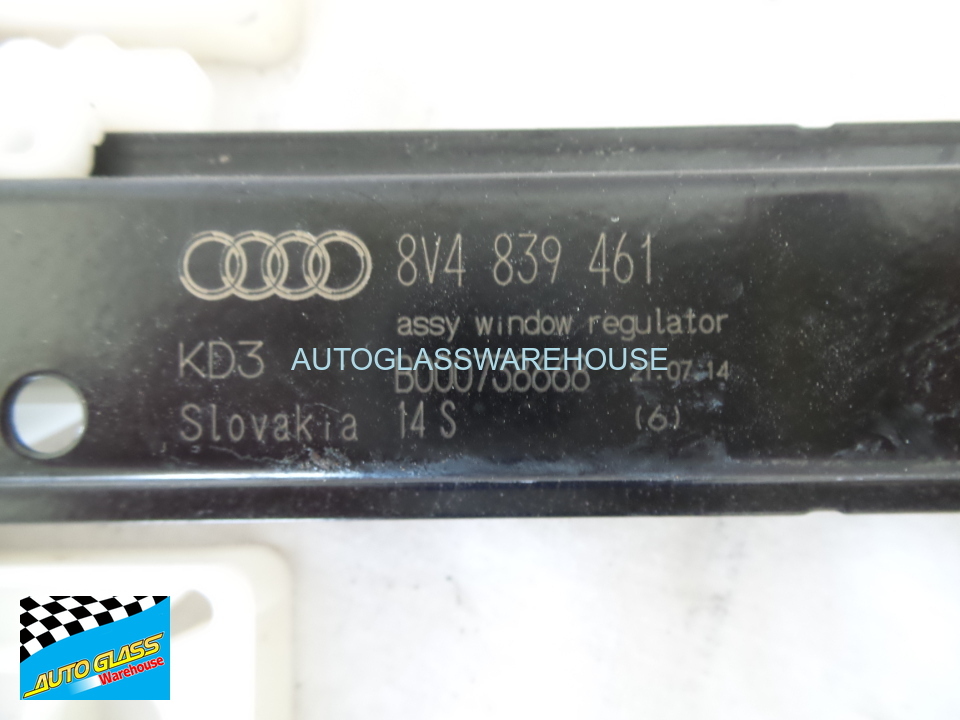 8V4 839 461
assy window regulator
KD3
AUTOGLASSWAREHOUSE
21.07.14
Slovakia 14 S (6)
AUTO GLASS
Warehouse